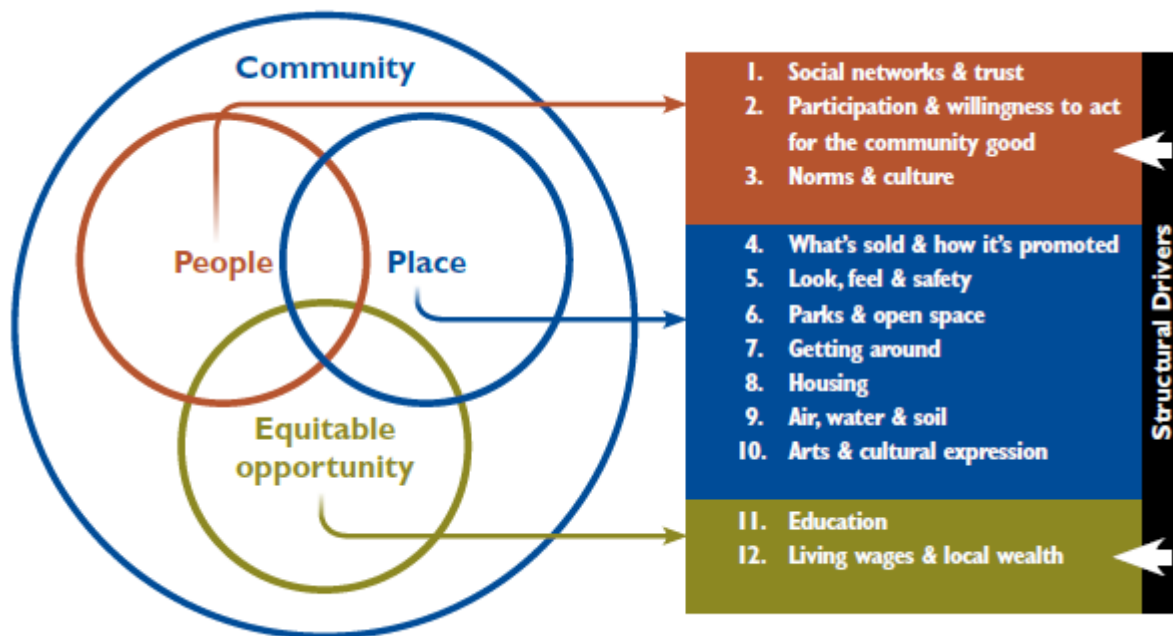 Community
People
Place
Equitable
opportunity
1. Social networks & trust
2. Participation & willingness to act
for the community good
3. Norms & culture
4. What's sold & how it's promoted
5. Look, feel & safety
6. Parks & open space
7. Getting around
8. Housing
9. Air, water & soil
10. Arts & cultural expression
11. Education
12. Living wages & local wealth
Structural Drivers